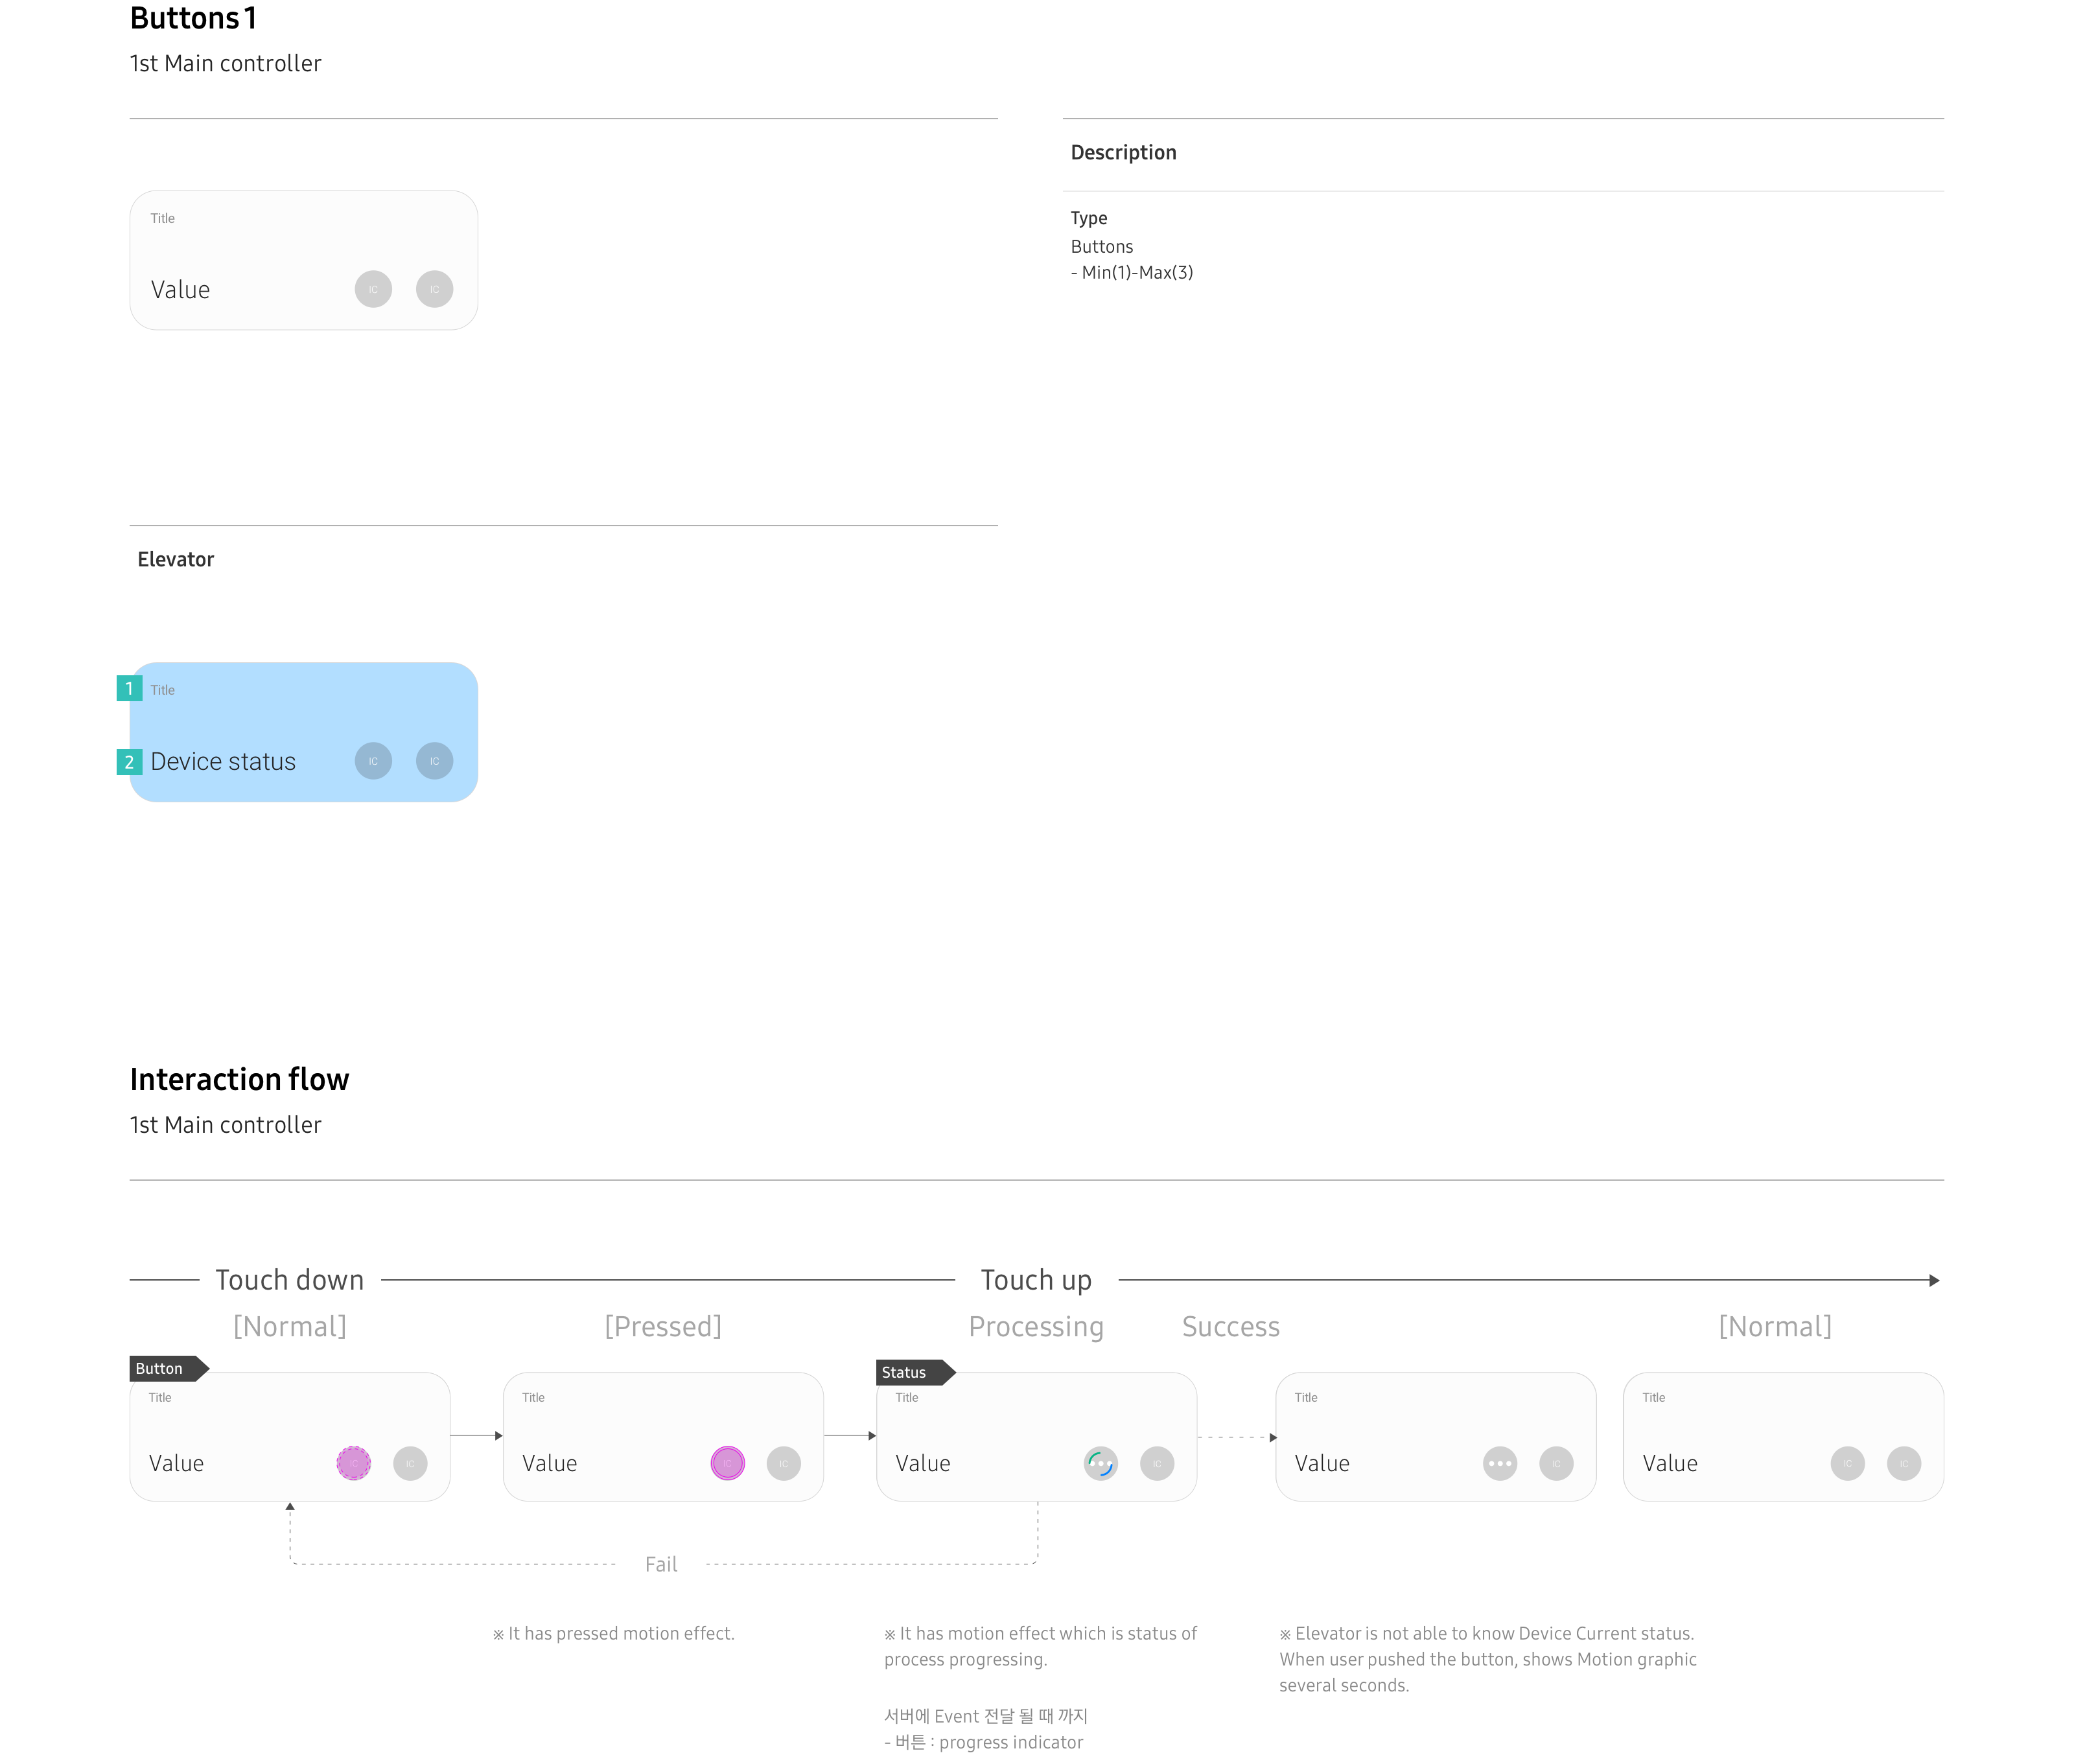 Buttons 1
1st Main controller
Description
Title
Value
IC
IC
Type
Buttons
- Min(1)-Max(3)
Elevator
1
Title
2
Device status
IC
IC
Interaction flow
1st Main controller
Touch down
Touch up
[Normal]
[Pressed]
Processing
Success
[Normal]
Button
Title
Value
IC
IC
Title
Value
IC
IC
Status
Title
Value
IC
Title
Value
IC
Title
Value
IC
IC
Fail
※ It has pressed motion effect.
※ It has motion effect which is status of
process progressing.
서버에 Event 전달 될 때 까지
- 버튼 : progress indicator
※ Elevator is not able to know Device Current status.
When user pushed the button, shows Motion graphic
several seconds.